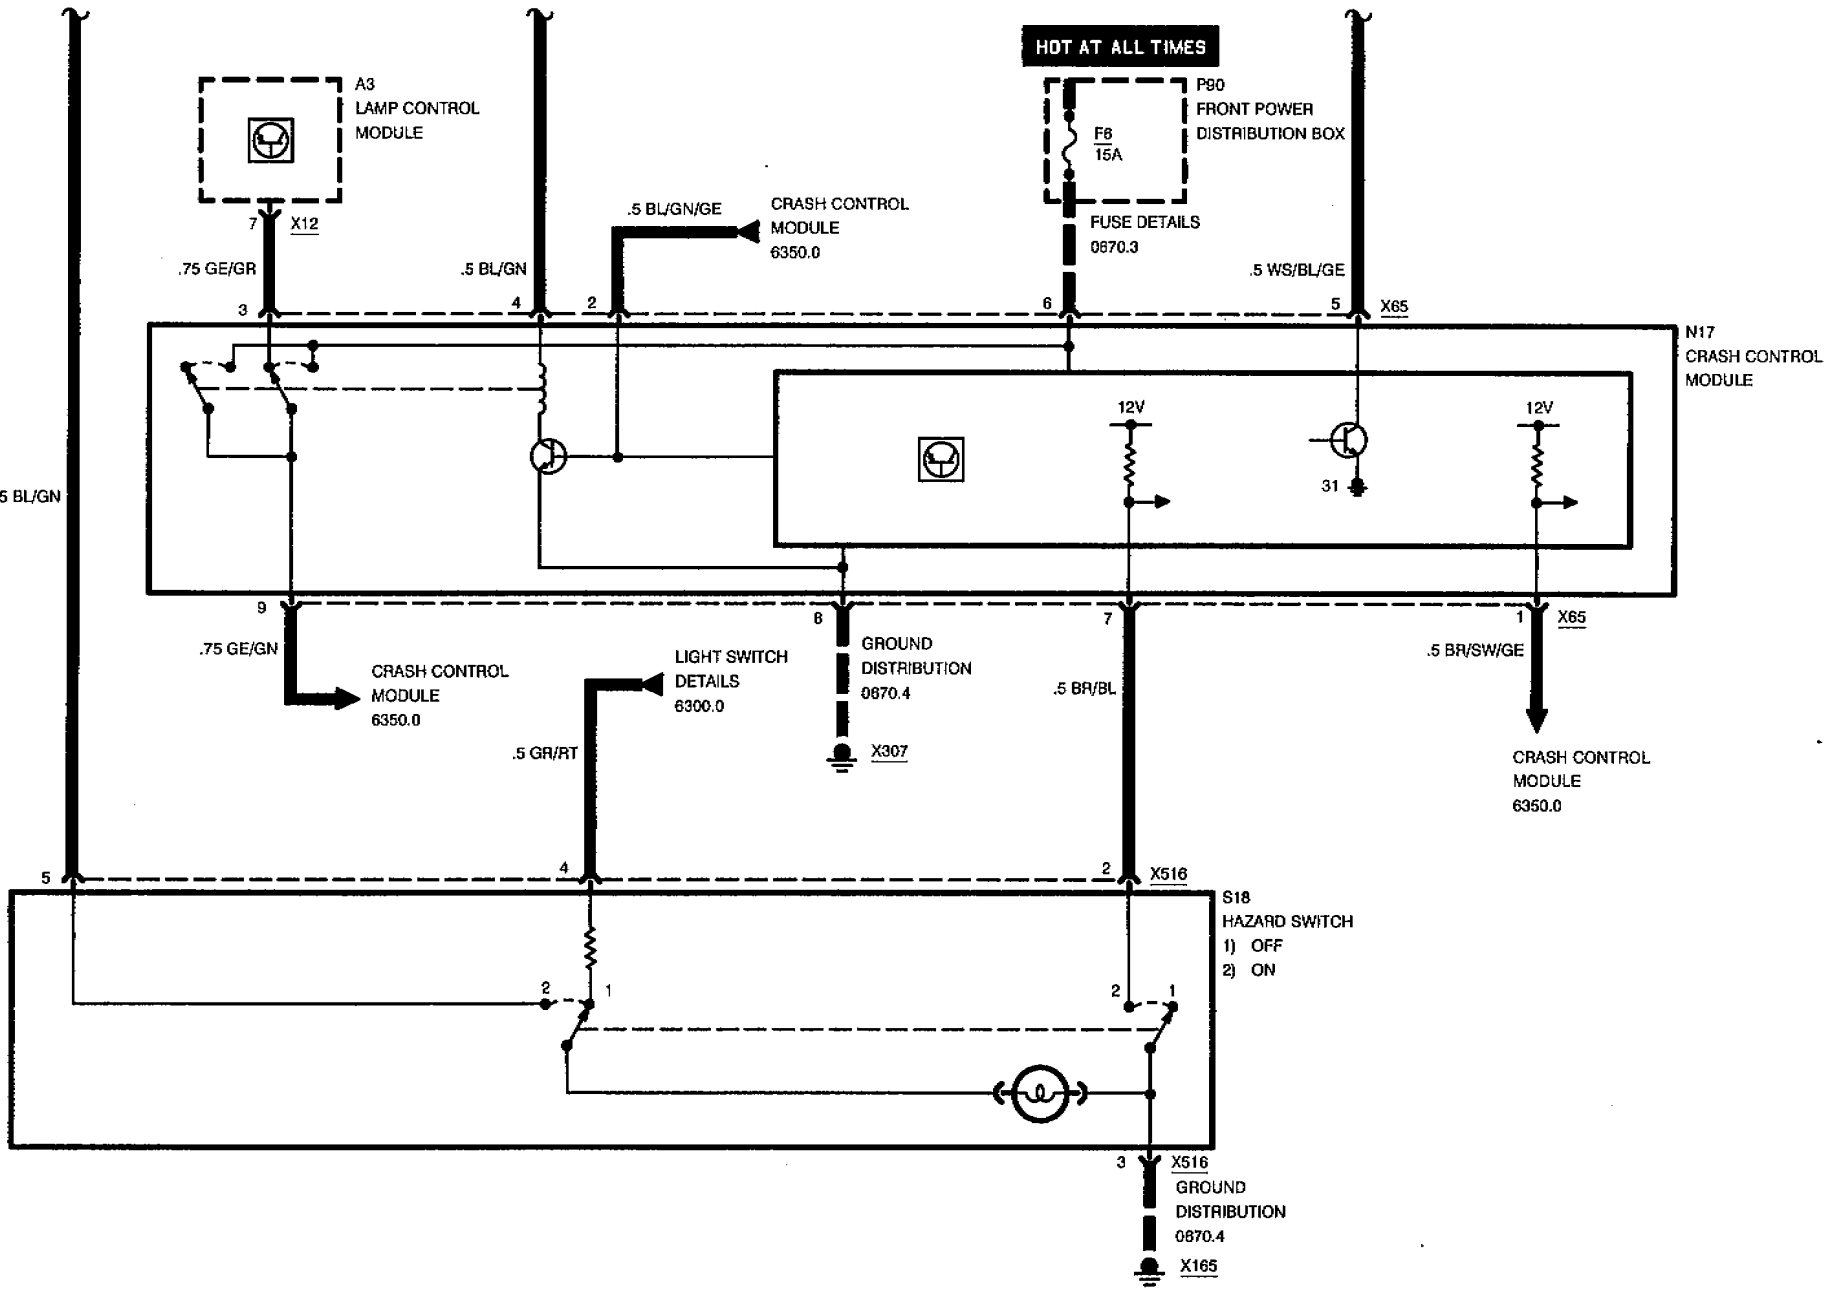 HOT AT ALL TIMES
A3
LAMP CONTROL
MODULE
P90
FRONT POWER
DISTRIBUTION BOX
F6
15A
7
X12
.5 BL/GN/GE
CRASH CONTROL
MODULE
6350.0
FUSE DETAILS
0670.3
.75 GE/GR
.5 BL/GN
.5 WS/BL/GE
3
4
2
6
5
X65
N17
CRASH CONTROL
MODULE
12V
12V
31
5 BL/GN
9
8
7
1
X65
.75 GE/GN
CRASH CONTROL
MODULE
6350.0
LIGHT SWITCH
DETAILS
6300.0
GROUND
DISTRIBUTION
0670.4
.5 BR/BL
.5 BR/SW/GE
.5 GR/RT
X307
CRASH CONTROL
MODULE
6350.0
5
4
2
X516
S18
HAZARD SWITCH
1) OFF
2) ON
2
1
2
1
3
X516
GROUND
DISTRIBUTION
0670.4
X165